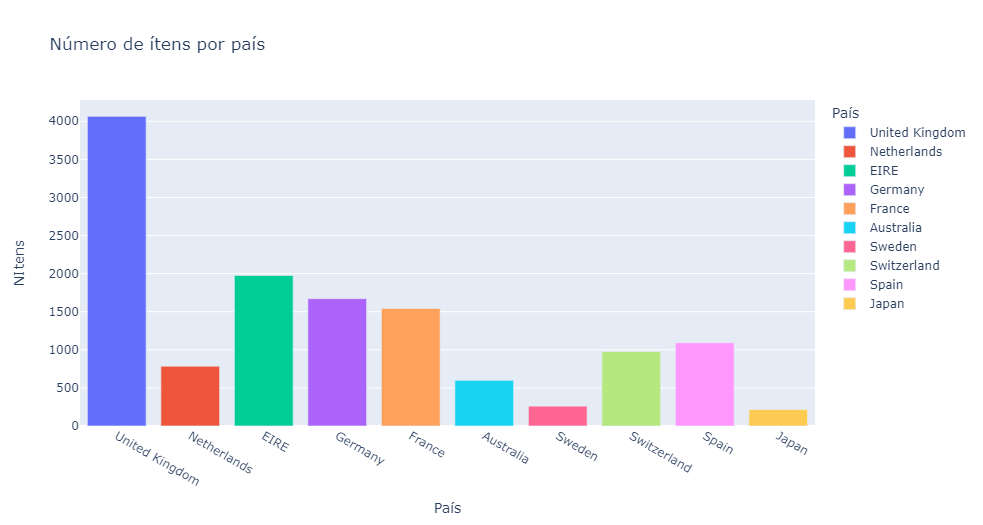 Número de ítens por país
NItens
4000
3500
3000
2500
2000
1500
1000
500
0
United Kingdom
Netherlands
EIRE
Germany
France
Australia
Sweden
Switzerland
Spain
Japan
País
País
United Kingdom
Netherlands
EIRE
Germany
France
Australia
Sweden
Switzerland
Spain
Japan